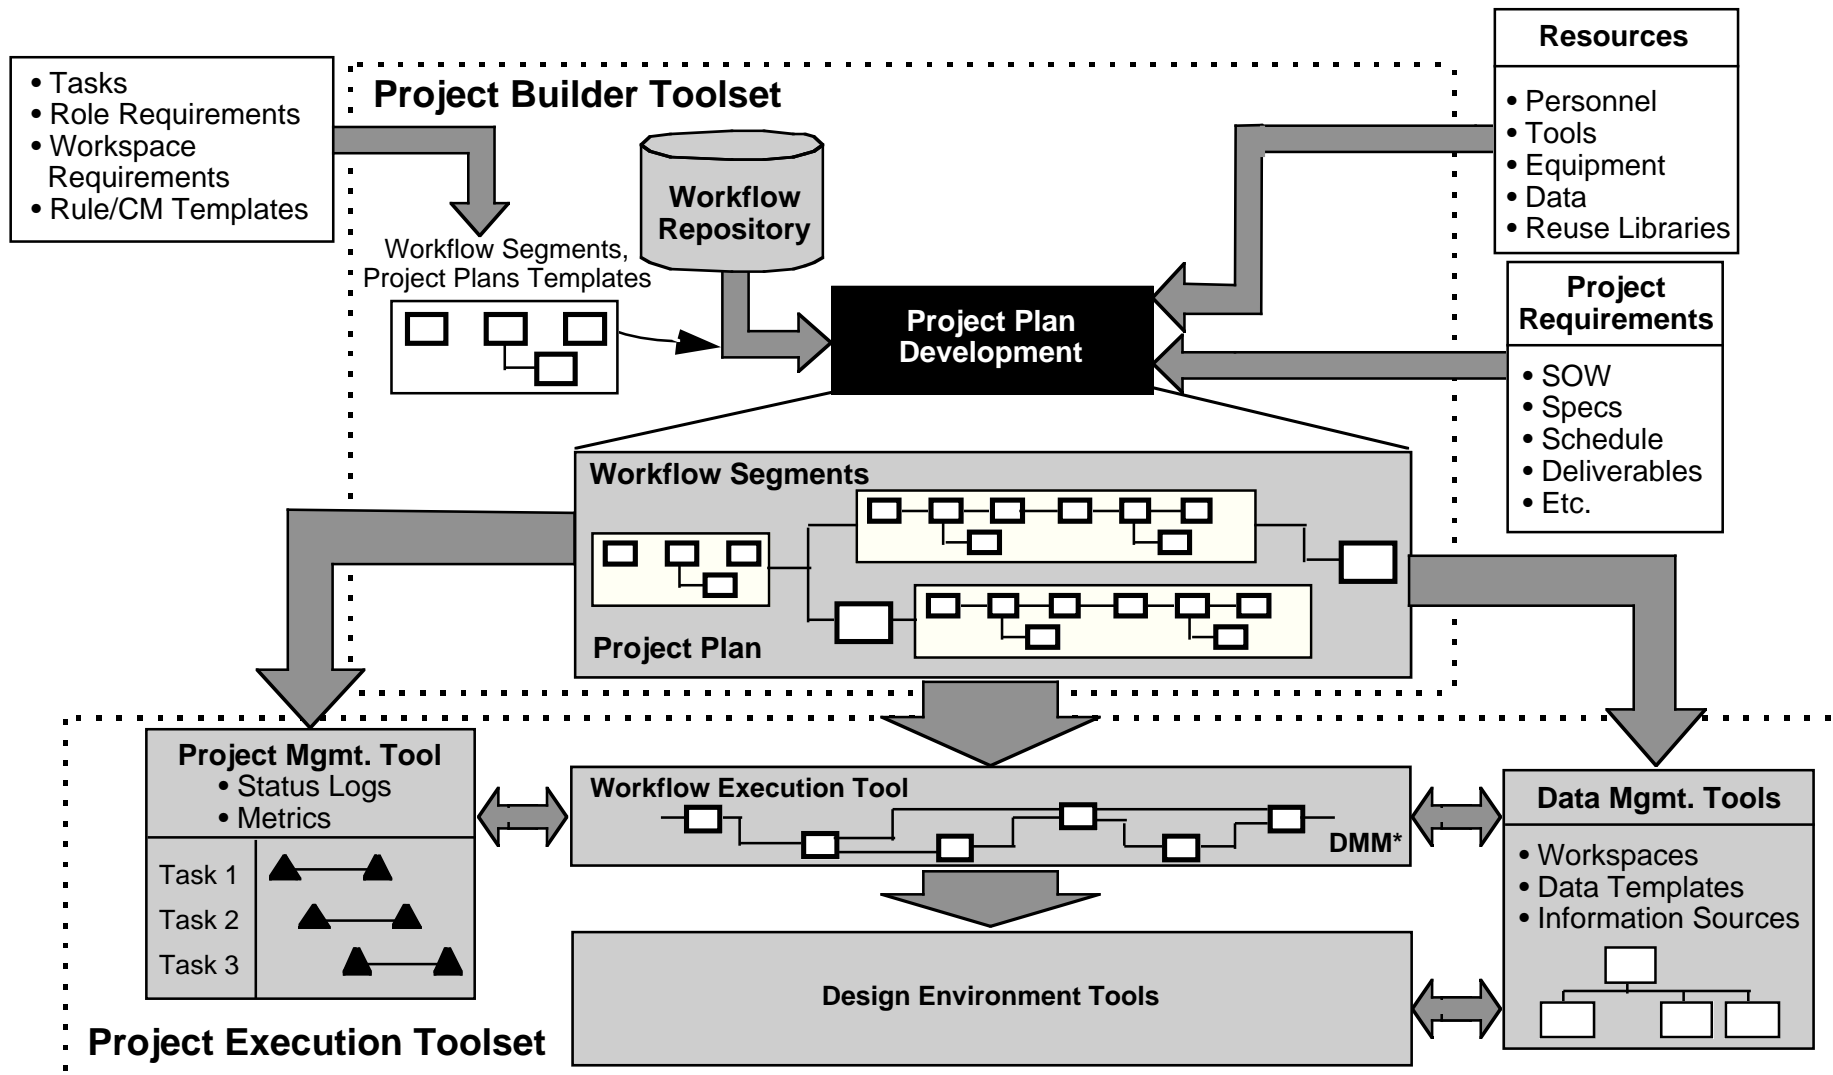 Resources
• Personnel
• Tools
• Equipment
• Data
• Reuse Libraries
• Tasks
• Role Requirements
• Workspace
Requirements
• Rule/CM Templates
Project Builder Toolset
Workflow
Repository
Workflow Segments,
Project Plans Templates
Project Plan
Development
Project
Requirements
• SOW
• Specs
• Schedule
• Deliverables
• Etc.
Workflow Segments
Project Plan
Project Mgmt. Tool
• Status Logs
• Metrics
Task 1
Task 2
Task 3
Workflow Execution Tool
DMM*
Data Mgmt. Tools
• Workspaces
• Data Templates
• Information Sources
Design Environment Tools
Project Execution Toolset